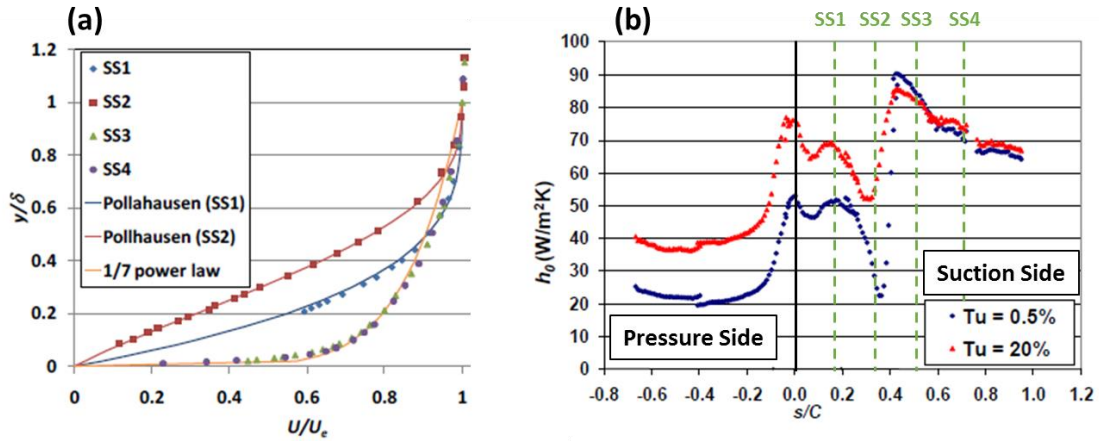 (a)
1.2
1
0.8
0.6
0.4
0.2
0
y/δ
SS1
SS2
SS3
SS4
Pollahausen (SS1)
Pollhausen (SS2)
1/7 power law
0 0.2 0.4 0.6 0.8 1
U/Ue
(b)
SS1 SS2 SS3 SS4
100
90
80
70
60
50
40
30
20
10
0
h0 (W/m²K)
Pressure Side
Suction Side
Tu = 0.5%
Tu = 20%
-0.8 -0.6 -0.4 -0.2 0.0 0.2 0.4 0.6 0.8 1.0 1.2
s/C